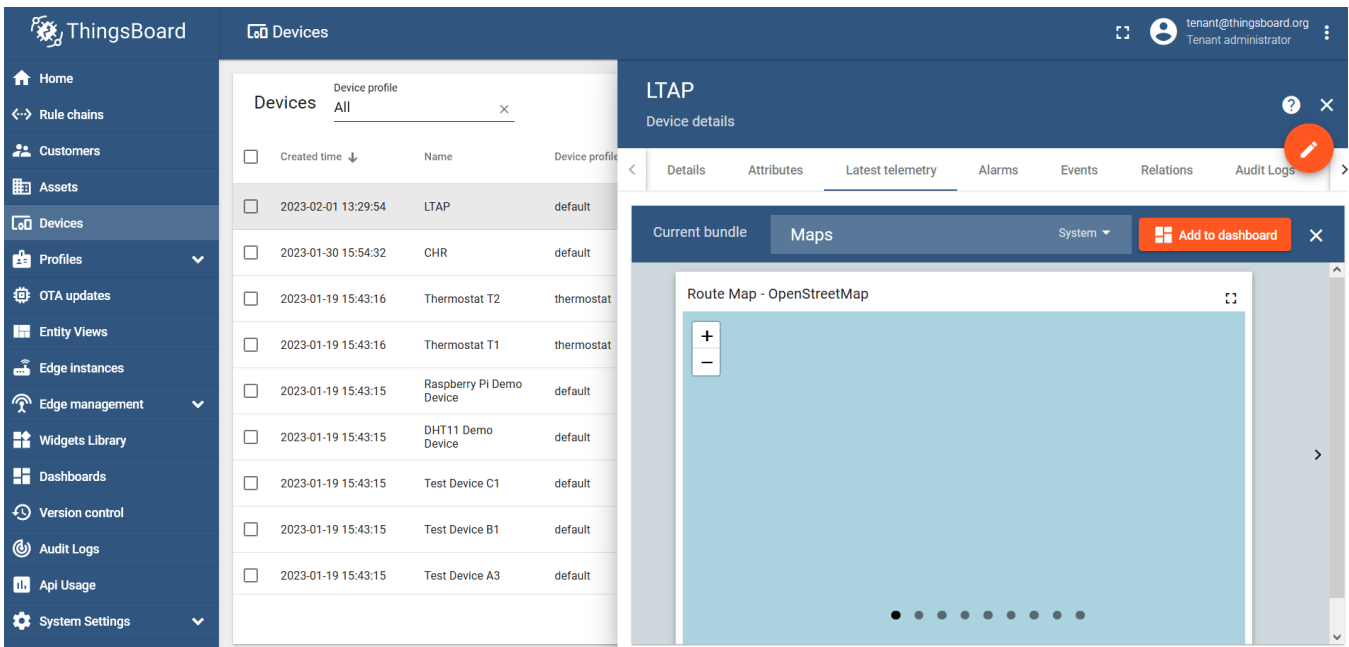 ThingsBoard
Devices
tenant@thingsboard.org
Tenant administrator
Home
Rule chains
Customers
Assets
Devices
Profiles
OTA updates
Entity Views
Edge instances
Edge management
Widgets Library
Dashboards
Version control
Audit Logs
Api Usage
System Settings
Devices
Device profile
All
Created time Name Device profile
2023-02-01 13:29:54 LTAP default
2023-01-30 15:54:32 CHR default
2023-01-19 15:43:16 Thermostat T2 thermostat
2023-01-19 15:43:16 Thermostat T1 thermostat
2023-01-19 15:43:15 Raspberry Pi Demo Device default
2023-01-19 15:43:15 DHT11 Demo Device default
2023-01-19 15:43:15 Test Device C1 default
2023-01-19 15:43:15 Test Device B1 default
2023-01-19 15:43:15 Test Device A3 default
LTAP
Device details
Details Attributes Latest telemetry Alarms Events Relations Audit Logs
Current bundle Maps System Add to dashboard
Route Map - OpenStreetMap
+
−